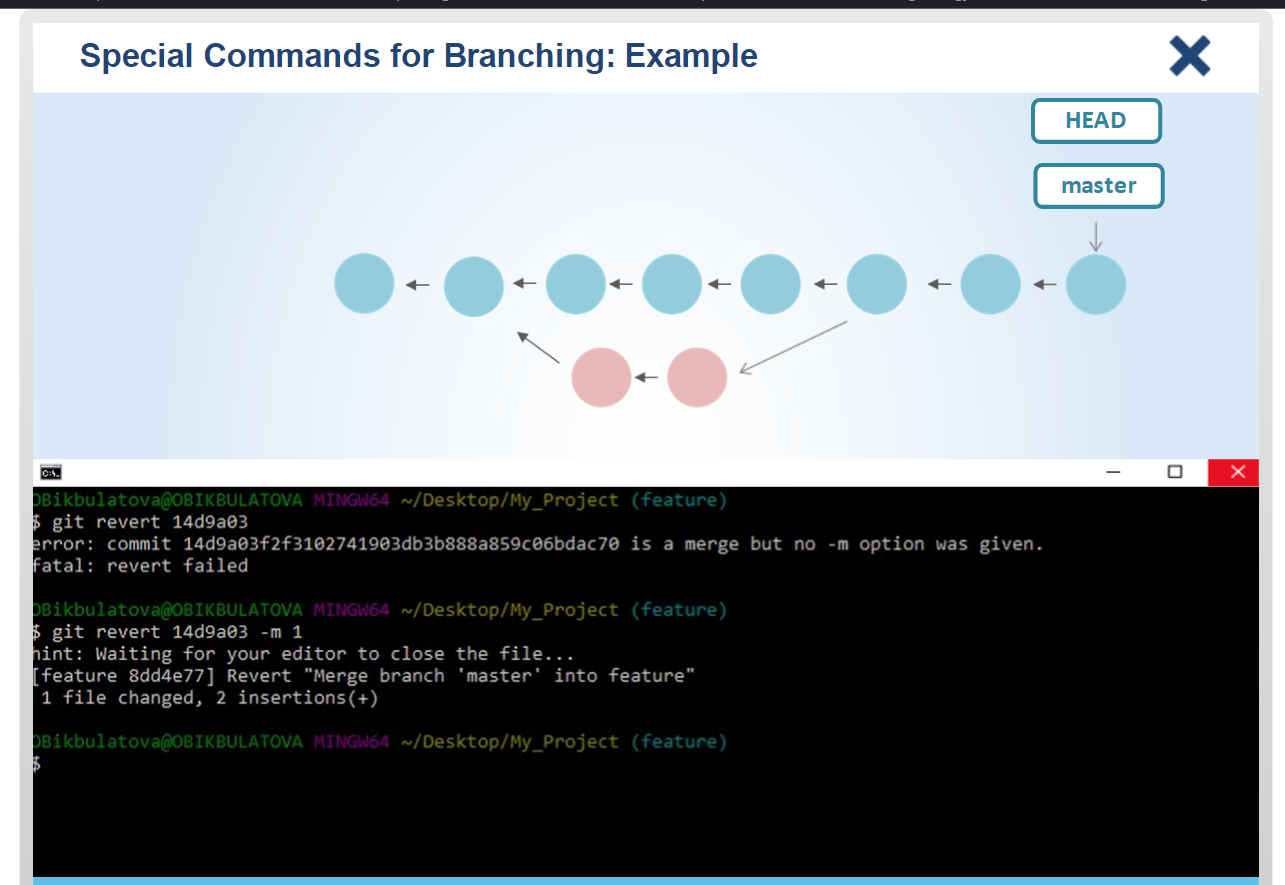 Special Commands for Branching: Example
HEAD
master
C:\.
OBikbulatova@OBIKBULATOVA MINGW64 ~/Desktop/My_Project (feature)
$ git revert 14d9a03
error: commit 14d9a03f2f3102741903db3b888a859c06bdac70 is a merge but no -m option was given.
fatal: revert failed
OBikbulatova@OBIKBULATOVA MINGW64 ~/Desktop/My_Project (feature)
$ git revert 14d9a03 -m 1
hint: Waiting for your editor to close the file...
[feature 8dd4e77] Revert "Merge branch 'master' into feature"
1 file changed, 2 insertions(+)
OBikbulatova@OBIKBULATOVA MINGW64 ~/Desktop/My_Project (feature)
$